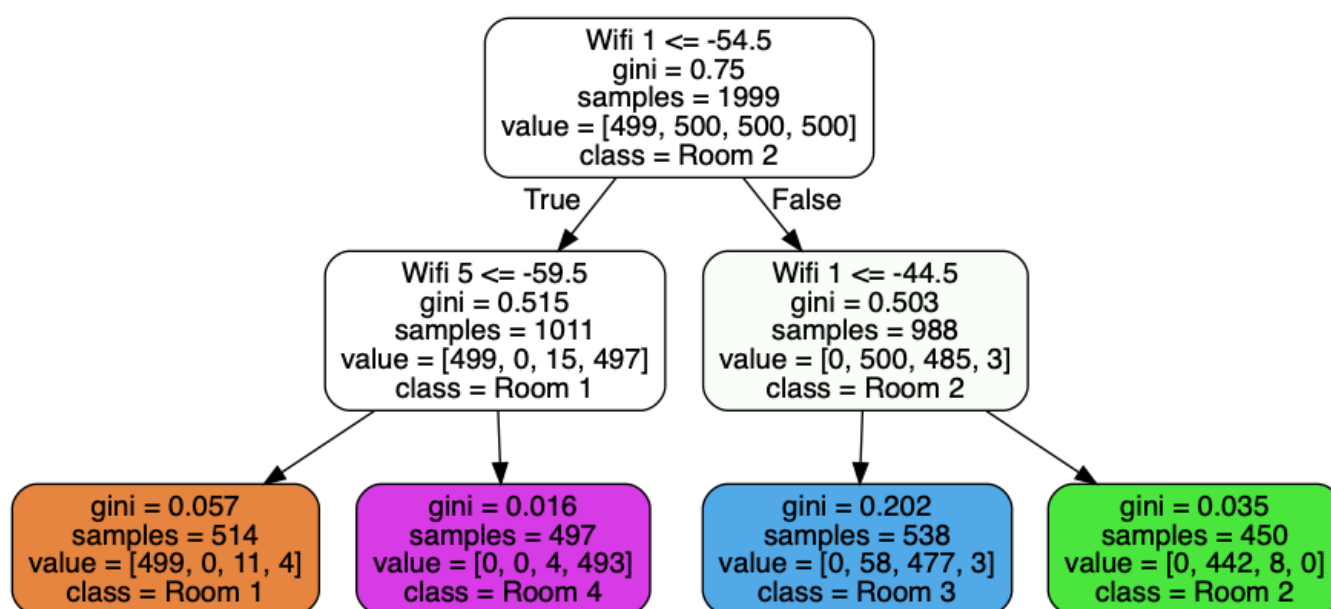 Wifi 1 <= -54.5
gini = 0.75
samples = 1999
value = [499, 500, 500, 500]
class = Room 2
True
False
Wifi 5 <= -59.5
gini = 0.515
samples = 1011
value = [499, 0, 15, 497]
class = Room 1
Wifi 1 <= -44.5
gini = 0.503
samples = 988
value = [0, 500, 485, 3]
class = Room 2
gini = 0.057
samples = 514
value = [499, 0, 11, 4]
class = Room 1
gini = 0.016
samples = 497
value = [0, 0, 4, 493]
class = Room 4
gini = 0.202
samples = 538
value = [0, 58, 477, 3]
class = Room 3
gini = 0.035
samples = 450
value = [0, 442, 8, 0]
class = Room 2